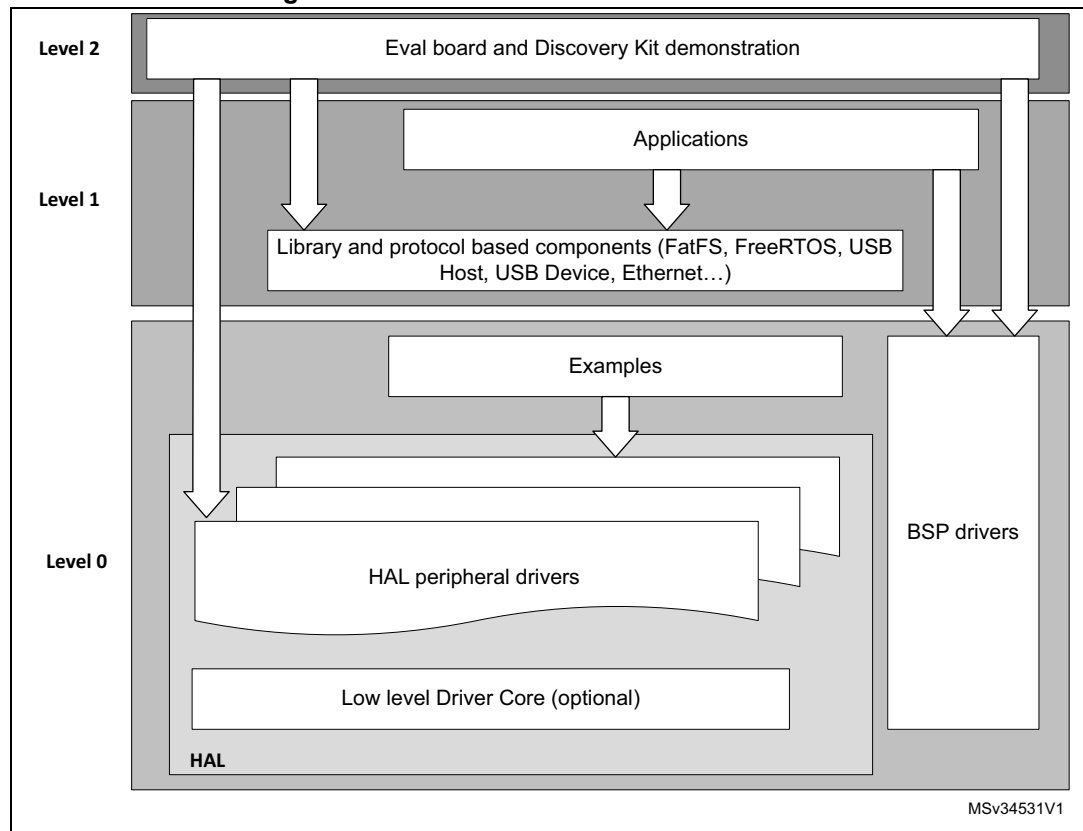 Level 2
Eval board and Discovery Kit demonstration
Applications
Level 1
Library and protocol based components (FatFS, FreeRTOS, USB
Host, USB Device, Ethernet…)
Examples
BSP drivers
Level 0
HAL peripheral drivers
Low level Driver Core (optional)
HAL
MSv34531V1